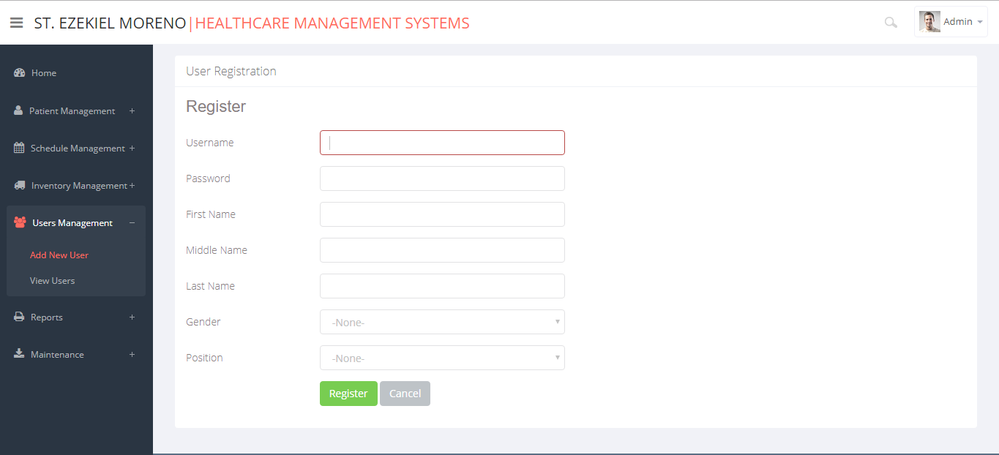 ST. EZEKIEL MORENO|HEALTHCARE MANAGEMENT SYSTEMS
Admin
Home
Patient Management +
Schedule Management +
Inventory Management +
Users Management −
Add New User
View Users
Reports +
Maintenance +
User Registration
Register
Username
Password
First Name
Middle Name
Last Name
Gender -None-
Position -None-
Register Cancel